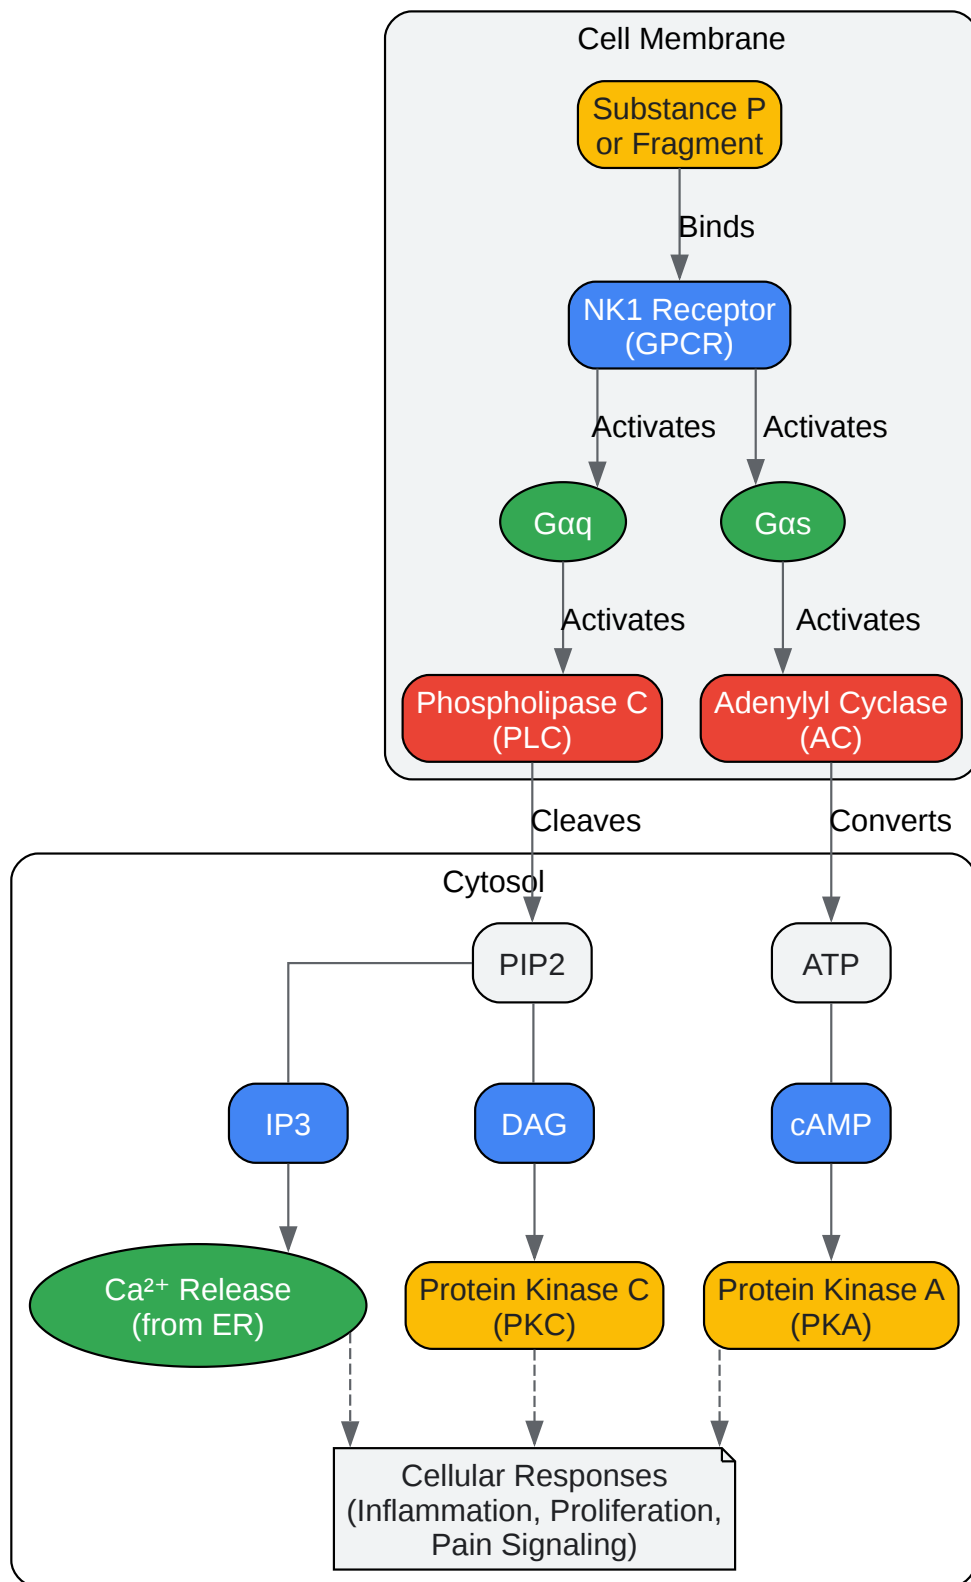 Cell Membrane
Substance P
or Fragment
Binds
NK1 Receptor
(GPCR)
Activates
Activates
Gαq
Gαs
Activates
Activates
Phospholipase C
(PLC)
Adenylyl Cyclase
(AC)
Cleaves
Converts
Cytosol
PIP2
ATP
IP3
DAG
cAMP
Ca²⁺ Release
(from ER)
Protein Kinase C
(PKC)
Protein Kinase A
(PKA)
Cellular Responses
(Inflammation, Proliferation,
Pain Signaling)